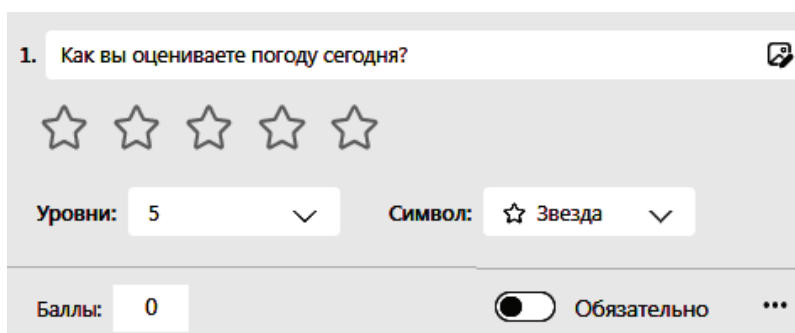 1. Как вы оцениваете погоду сегодня?
Уровни: 5 Символ: Звезда
Баллы: 0 Обязательно